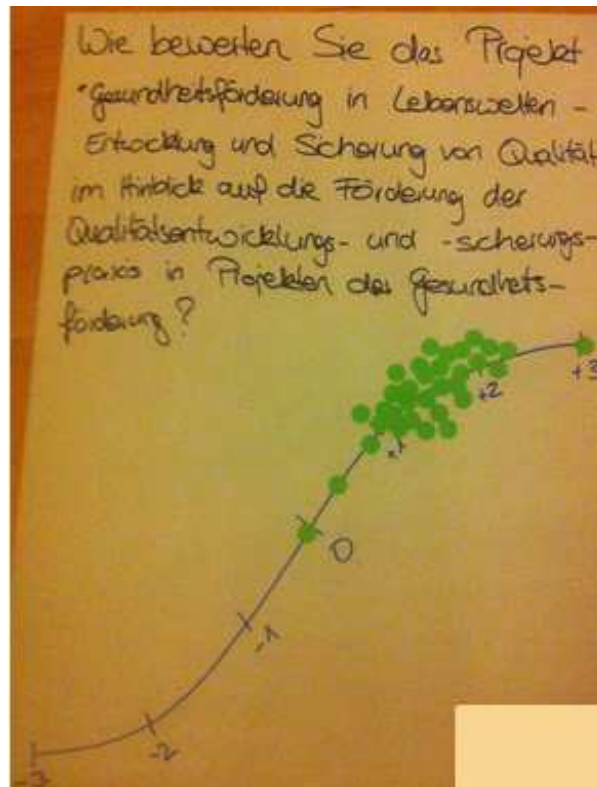 Wie bewerten Sie das Projekt
"Gesundheitsförderung in Lebenswelten -
Entwicklung und Sicherung von Qualität
im Hinblick auf die Förderung der
Qualitätsentwicklungs- und -sicherungs-
praxis in Projekten der Gesundheits-
förderung?
+3
+2
+1
0
-1
-2
-3